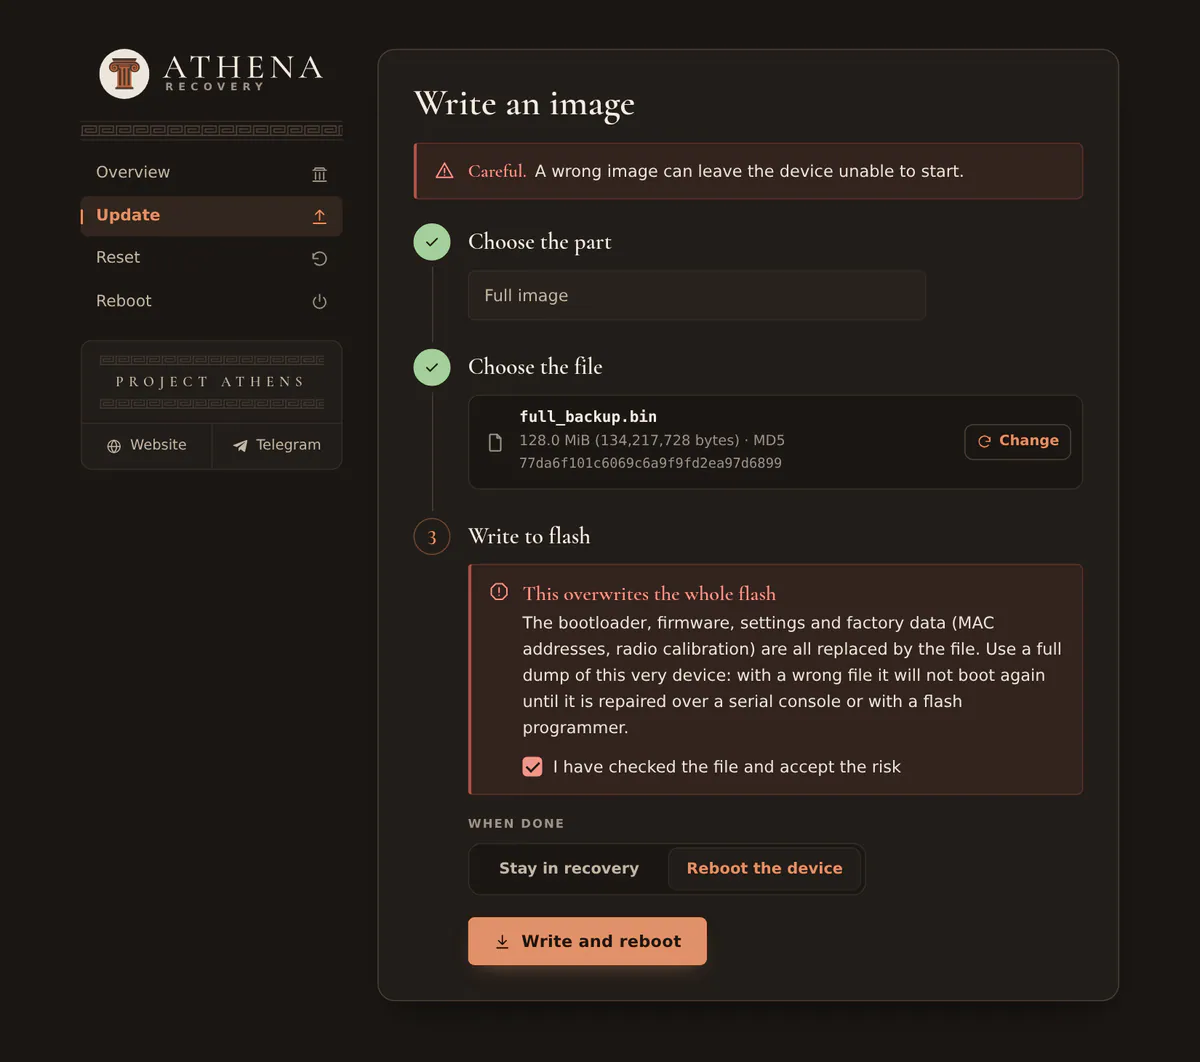 ATHENA
RECOVERY
Overview
Update
Reset
Reboot
PROJECT ATHENS
Website
Telegram
Write an image
Careful. A wrong image can leave the device unable to start.
Choose the part
Full image
Choose the file
full_backup.bin
128.0 MiB (134,217,728 bytes) · MD5
77da6f101c6069c6a9f9fd2ea97d6899
Change
3
Write to flash
This overwrites the whole flash
The bootloader, firmware, settings and factory data (MAC
addresses, radio calibration) are all replaced by the file. Use a full
dump of this very device: with a wrong file it will not boot again
until it is repaired over a serial console or with a flash
programmer.
I have checked the file and accept the risk
WHEN DONE
Stay in recovery
Reboot the device
Write and reboot